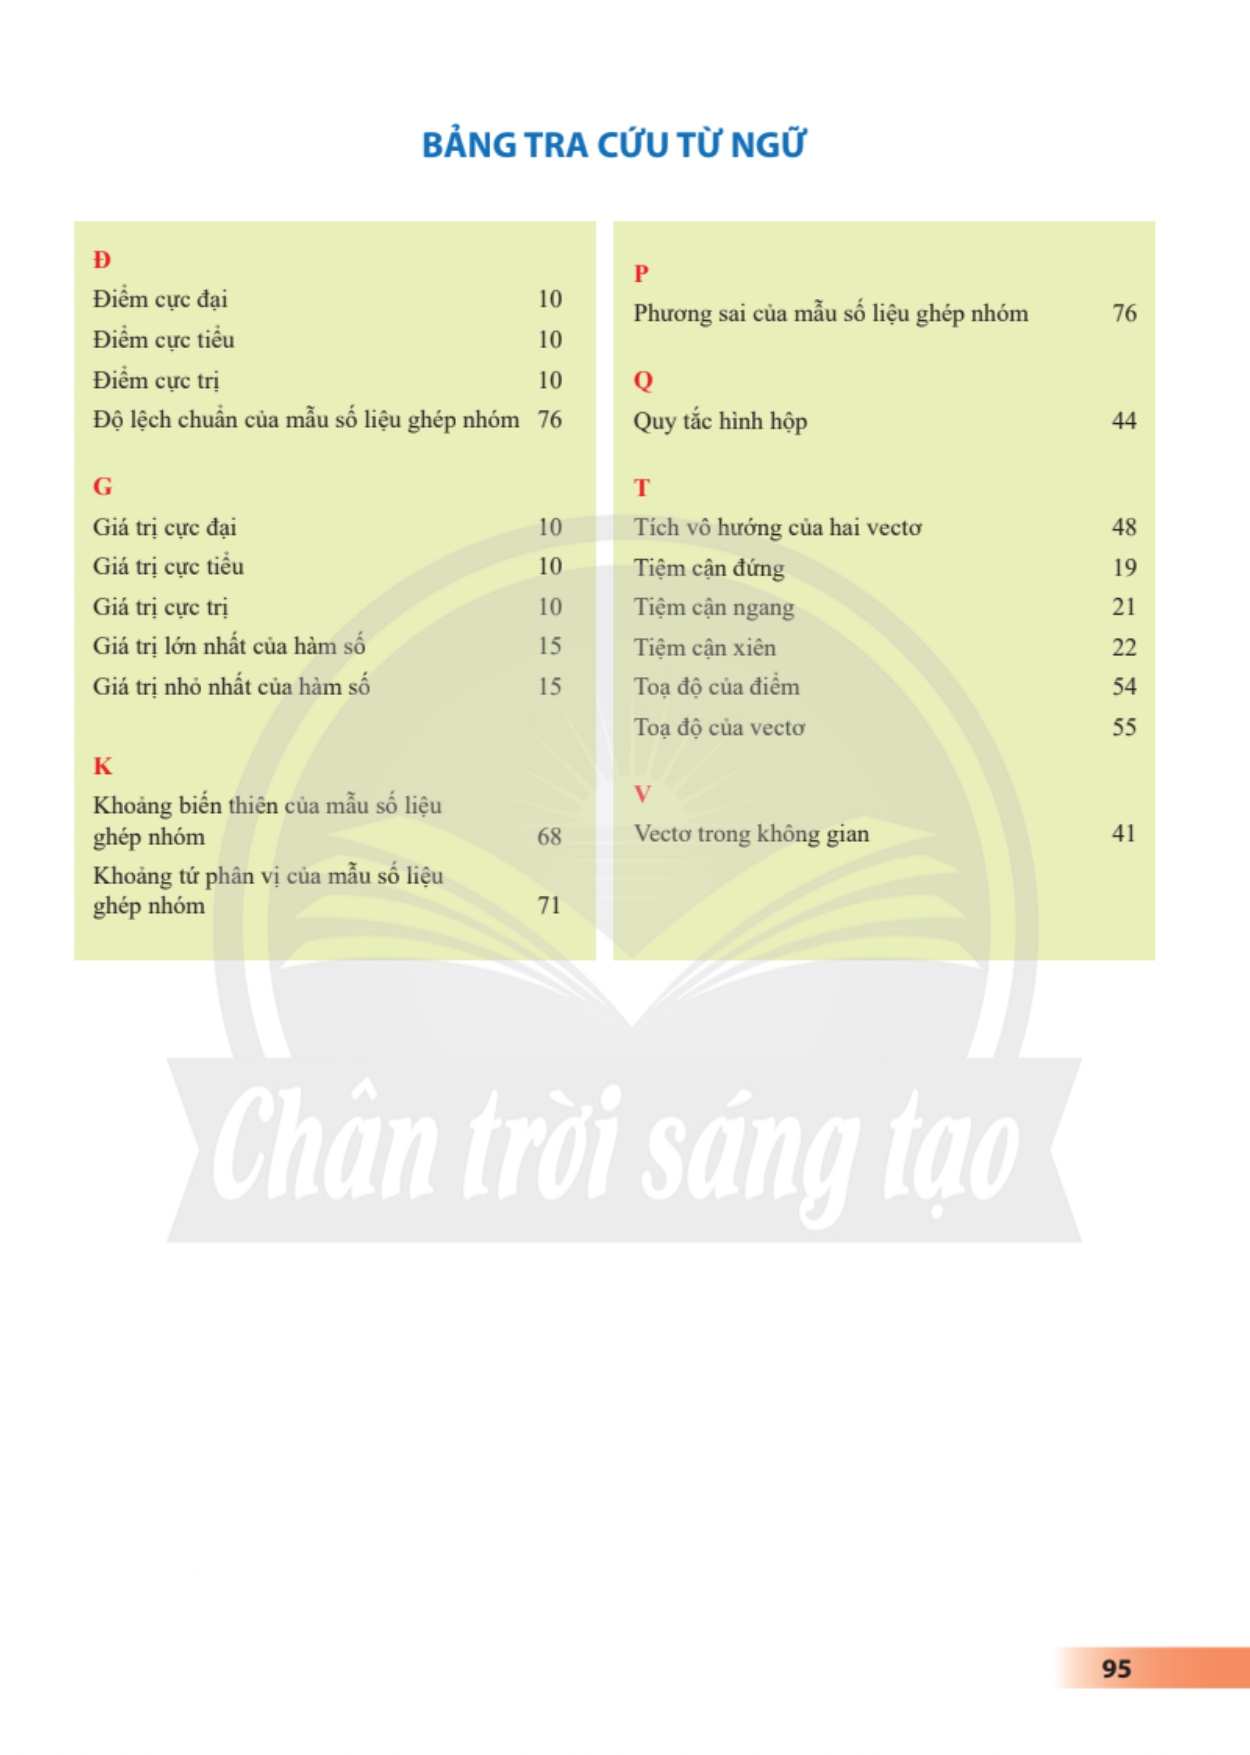 BẢNG TRA CỨU TỪ NGỮ
Đ
Điểm cực đại 10
Điểm cực tiểu 10
Điểm cực trị 10
Độ lệch chuẩn của mẫu số liệu ghép nhóm 76
G
Giá trị cực đại 10
Giá trị cực tiểu 10
Giá trị cực trị 10
Giá trị lớn nhất của hàm số 15
Giá trị nhỏ nhất của hàm số 15
K
Khoảng biến thiên của mẫu số liệu
ghép nhóm 68
Khoảng tứ phân vị của mẫu số liệu
ghép nhóm 71
P
Phương sai của mẫu số liệu ghép nhóm 76
Q
Quy tắc hình hộp 44
T
Tích vô hướng của hai vectơ 48
Tiệm cận đứng 19
Tiệm cận ngang 21
Tiệm cận xiên 22
Toạ độ của điểm 54
Toạ độ của vectơ 55
V
Vectơ trong không gian 41
Chân trời sáng tạo
95